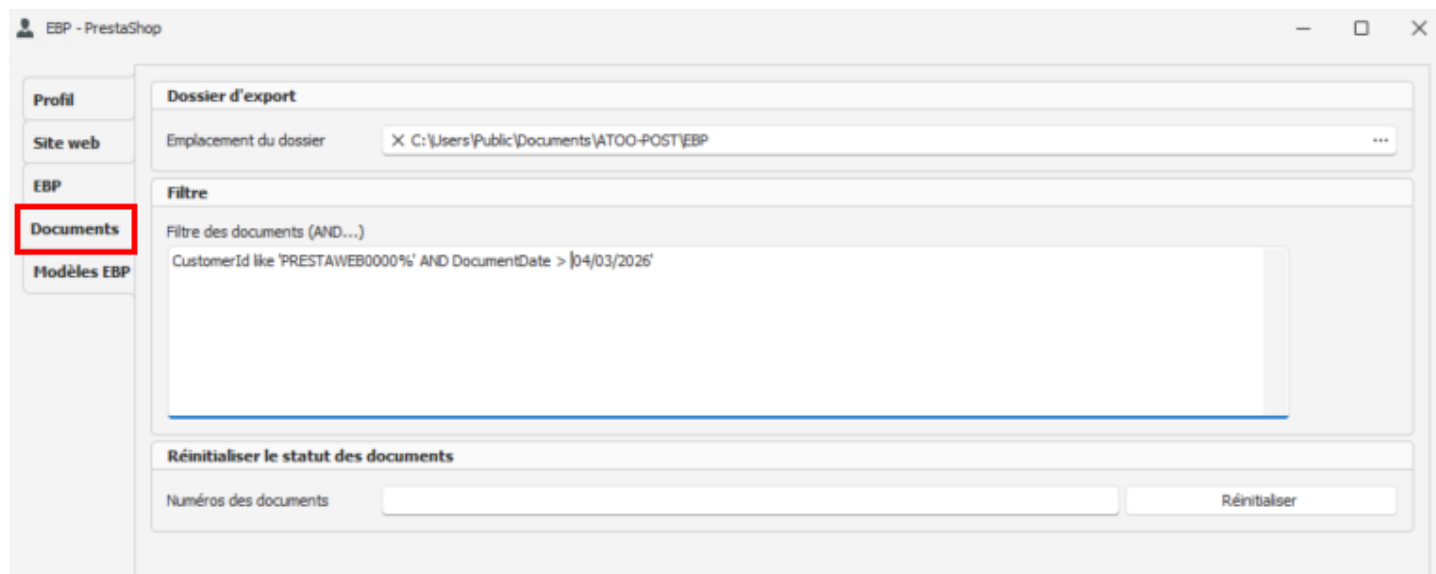 EBP - PrestaShop
Profil
Site web
EBP
Documents
Modèles EBP
Dossier d'export
Emplacement du dossier
C:\Users\Public\Documents\ATOO-POST\EBP
...
Filtre
Filtre des documents (AND...)
CustomerId like 'PRESTAWEB0000%' AND DocumentDate > '04/03/2026'
Réinitialiser le statut des documents
Numéros des documents
Réinitialiser